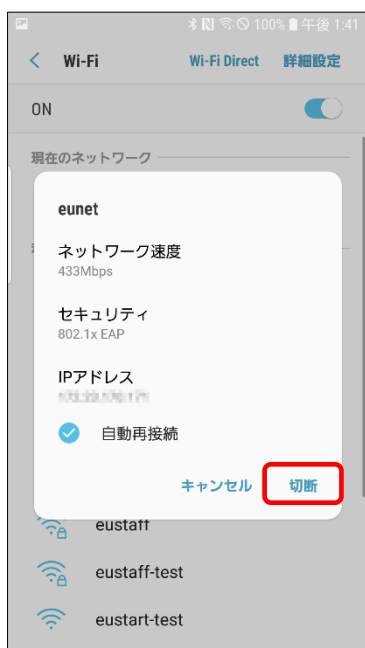 100% 午後 1:41
Wi-Fi Wi-Fi Direct 詳細設定
ON
現在のネットワーク
eunet
ネットワーク速度
433Mbps
セキュリティ
802.1x EAP
IPアドレス
自動再接続
キャンセル 切断
eustaff
eustaff-test
eustart-test